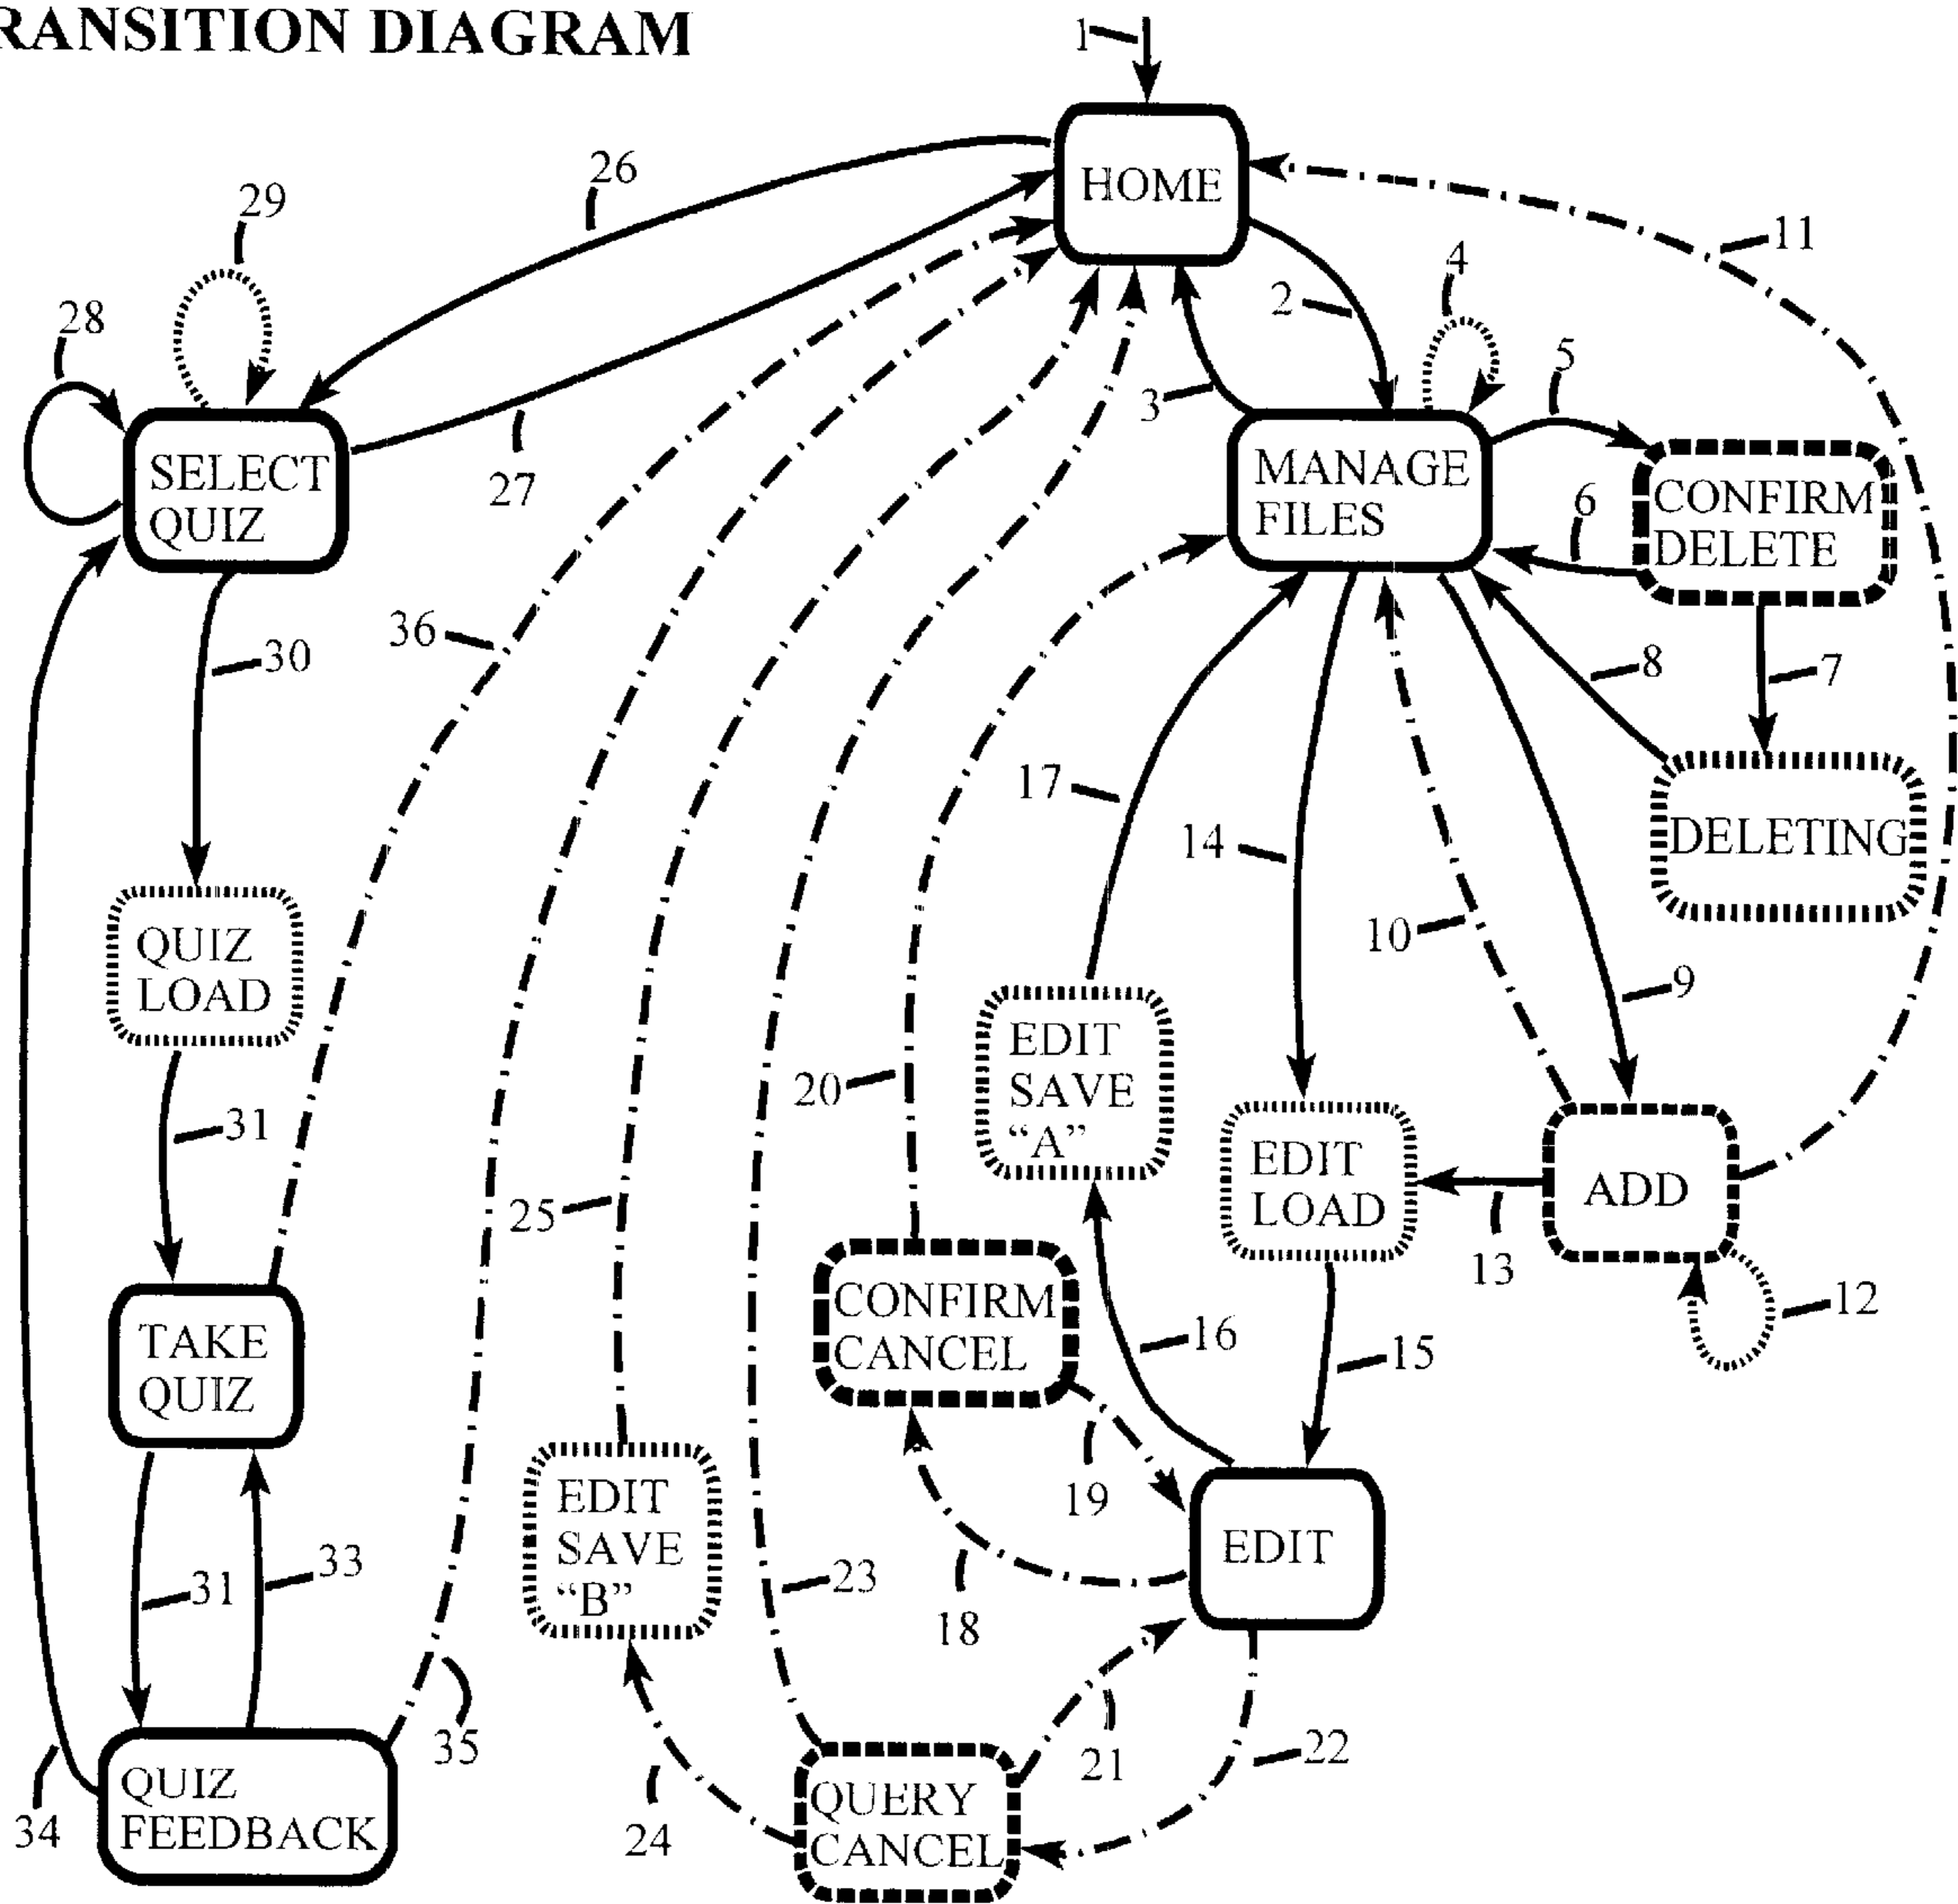 RANSITION DIAGRAM
1
HOME
26
29
11
4
2
28
5
3
SELECT
QUIZ
27
MANAGE
FILES
6
CONFIRM
DELETE
36
30
8
7
17
14
DELETING
10
QUIZ
LOAD
9
EDIT
SAVE
“A”
20
31
EDIT
LOAD
ADD
25
13
12
CONFIRM
CANCEL
16
15
TAKE
QUIZ
19
EDIT
SAVE
“B”
EDIT
33
31
23
18
35
21
22
QUIZ
FEEDBACK
34
24
QUERY
CANCEL